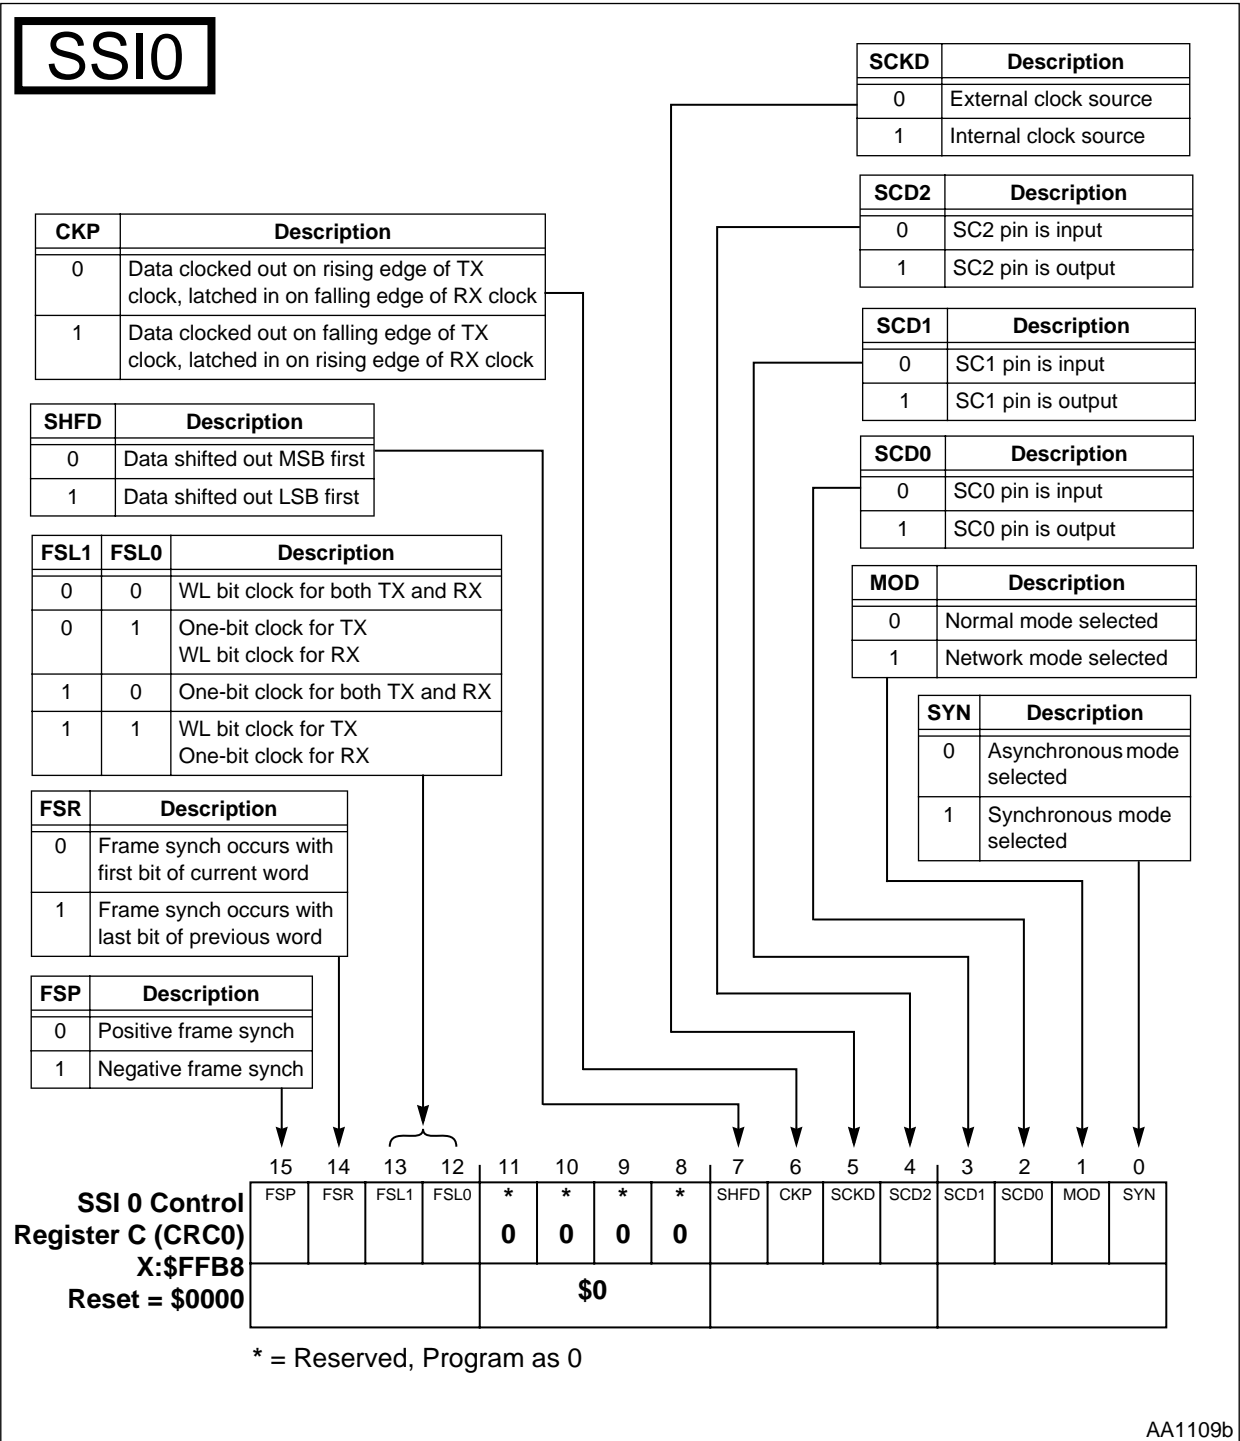 SSI0
SCKD Description
0 External clock source
1 Internal clock source
SCD2 Description
0 SC2 pin is input
1 SC2 pin is output
CKP Description
0 Data clocked out on rising edge of TX
clock, latched in on falling edge of RX clock
1 Data clocked out on falling edge of TX
clock, latched in on rising edge of RX clock
SCD1 Description
0 SC1 pin is input
1 SC1 pin is output
SHFD Description
0 Data shifted out MSB first
1 Data shifted out LSB first
SCD0 Description
0 SC0 pin is input
1 SC0 pin is output
FSL1 FSL0 Description
0 0 WL bit clock for both TX and RX
0 1 One-bit clock for TX
WL bit clock for RX
1 0 One-bit clock for both TX and RX
1 1 WL bit clock for TX
One-bit clock for RX
MOD Description
0 Normal mode selected
1 Network mode selected
SYN Description
0 Asynchronous mode
selected
1 Synchronous mode
selected
FSR Description
0 Frame synch occurs with
first bit of current word
1 Frame synch occurs with
last bit of previous word
FSP Description
0 Positive frame synch
1 Negative frame synch
15 14 13 12 11 10 9 8 7 6 5 4 3 2 1 0
FSP FSR FSL1 FSL0 * * * * SHFD CKP SCKD SCD2 SCD1 SCD0 MOD SYN
0 0 0 0
$0
SSI 0 Control
Register C (CRC0)
X:$FFB8
Reset = $0000
* = Reserved, Program as 0
AA1109b